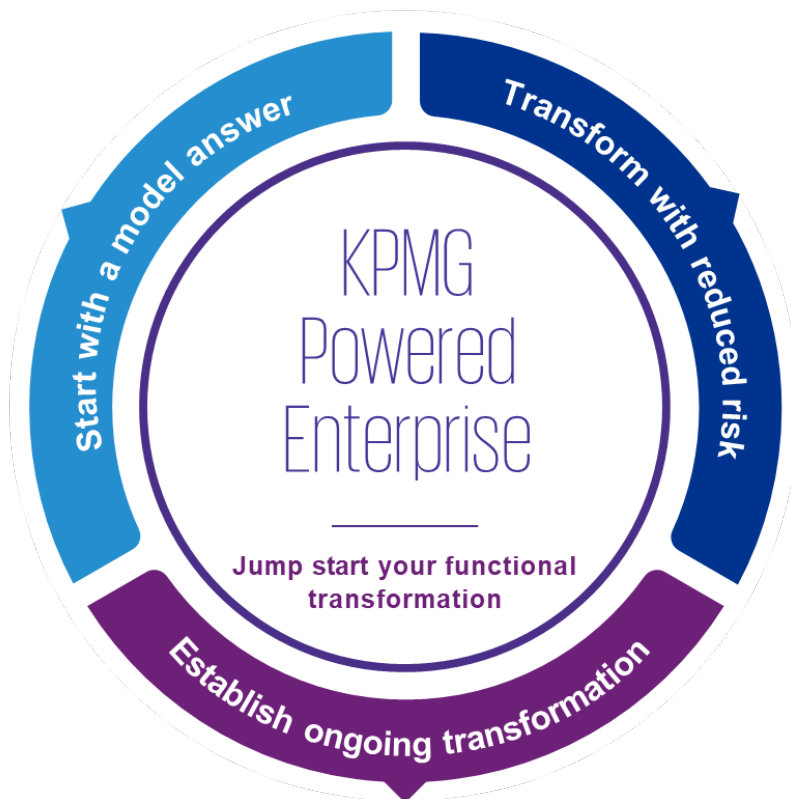 Start with a model answer
Transform with reduced risk
KPMG
Powered
Enterprise
Jump start your functional
transformation
Establish ongoing transformation